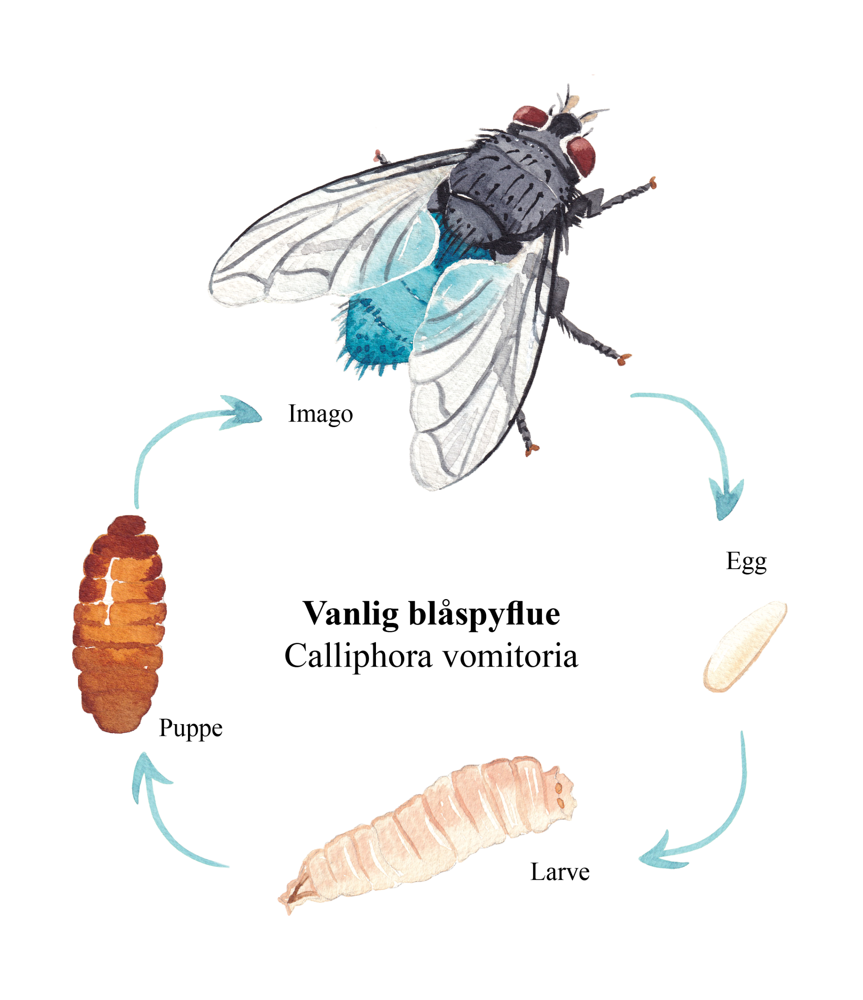 Imago
Egg
Vanlig blåspyflue
Calliphora vomitoria
Puppe
Larve